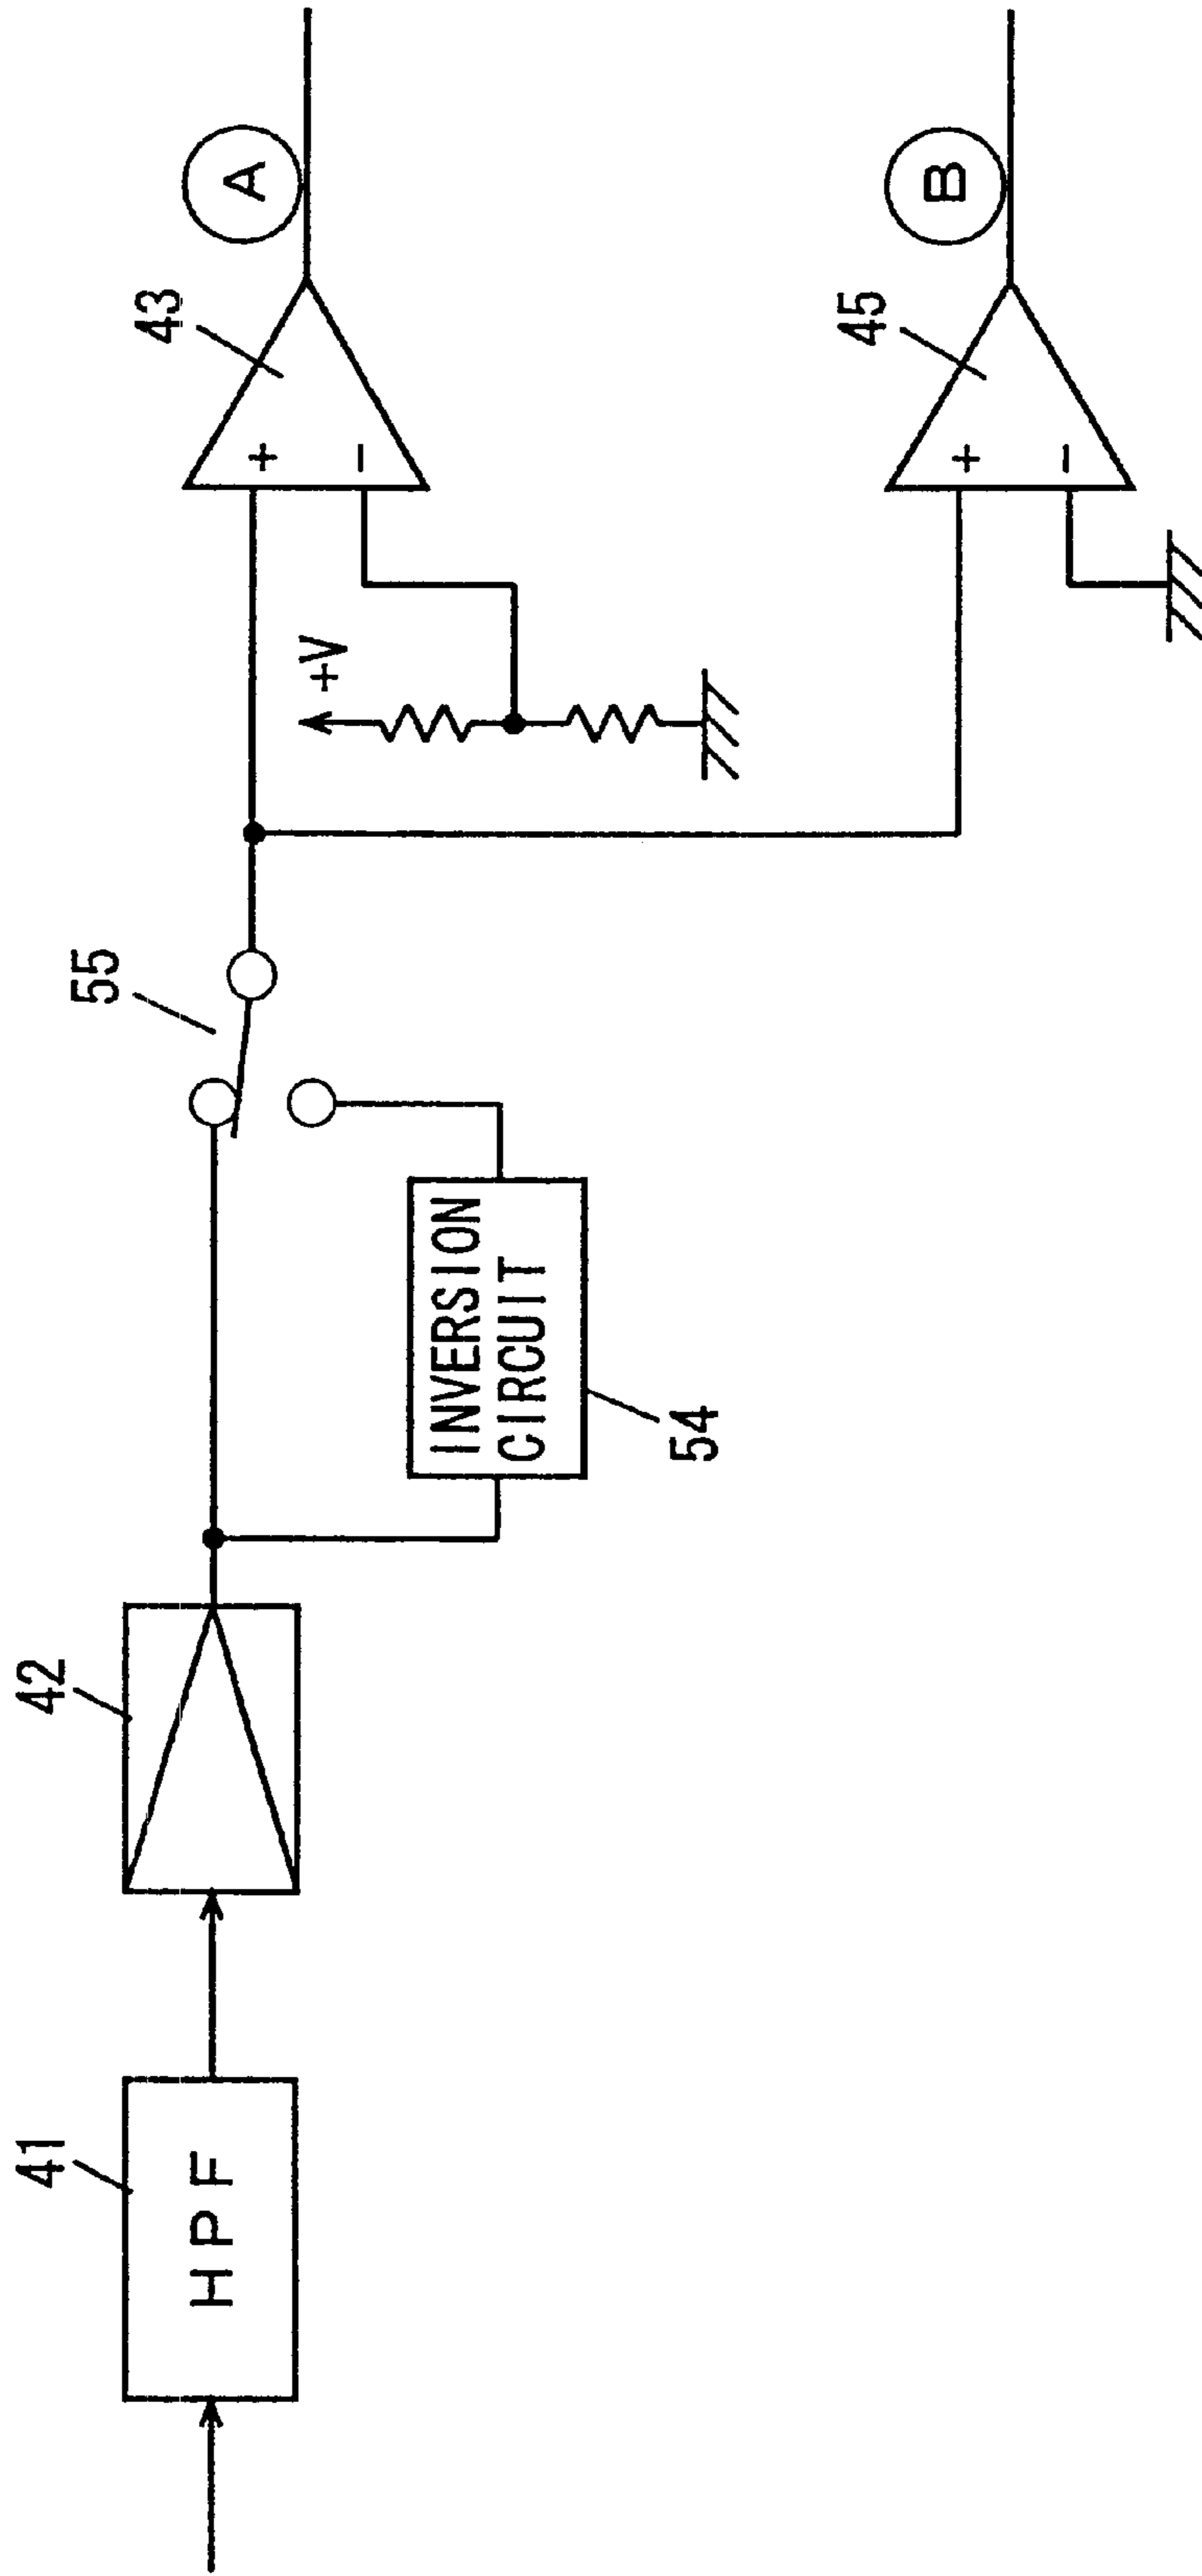 41
HPF
42
INVERSION
CIRCUIT
54
55
+V
43
+
-
A
45
+
-
B